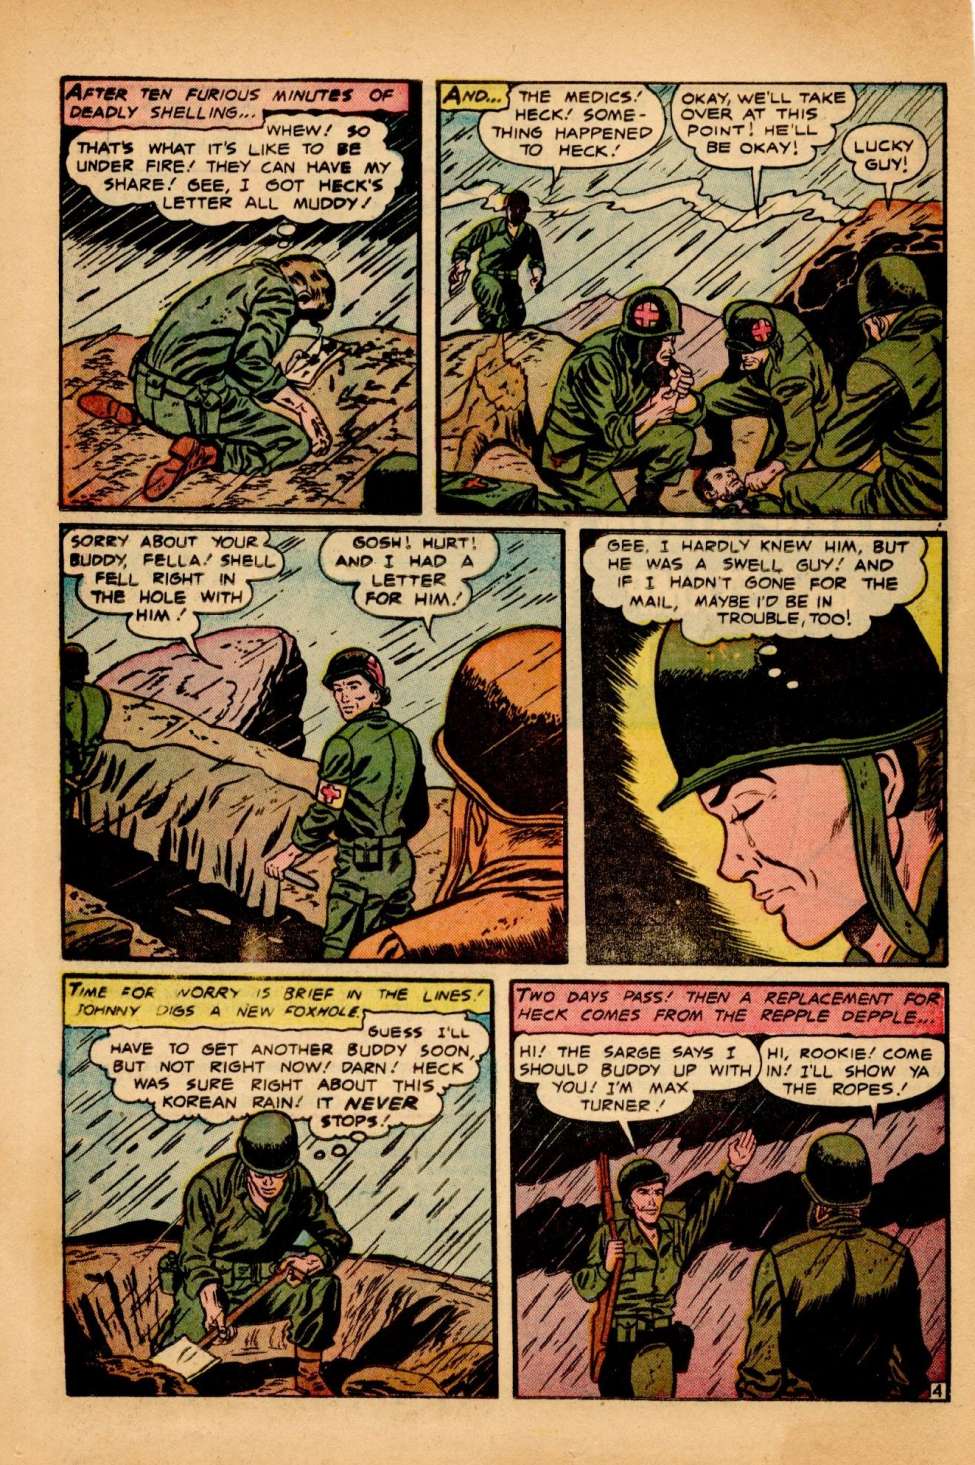 AFTER TEN FURIOUS MINUTES OF
DEADLY SHELLING...
WHEW! SO
THAT'S WHAT IT'S LIKE TO BE
UNDER FIRE! THEY CAN HAVE MY
SHARE! GEE, I GOT HECK'S
LETTER ALL MUDDY!
AND...
THE MEDICS!
HECK! SOME-
THING HAPPENED
TO HECK!
OKAY, WE'LL TAKE
OVER AT THIS
POINT! HE'LL
BE OKAY!
LUCKY
GUY!
SORRY ABOUT YOUR
BUDDY, FELLA! SHELL
FELL RIGHT IN
THE HOLE WITH
HIM!
GOSH! HURT!
AND I HAD A
LETTER
FOR HIM!
GEE, I HARDLY KNEW HIM, BUT
HE WAS A SWELL GUY! AND
IF I HADN'T GONE FOR THE
MAIL, MAYBE I'D BE IN
TROUBLE, TOO!
TIME FOR WORRY IS BRIEF IN THE LINES!
JOHNNY DIGS A NEW FOXHOLE.
GUESS I'LL
HAVE TO GET ANOTHER BUDDY SOON,
BUT NOT RIGHT NOW! DARN! HECK
WAS SURE RIGHT ABOUT THIS
KOREAN RAIN! IT NEVER
STOPS!
TWO DAYS PASS! THEN A REPLACEMENT FOR
HECK COMES FROM THE REPPLE DEPPLE...
HI! THE SARGE SAYS I
SHOULD BUDDY UP WITH
YOU! I'M MAX
TURNER!
HI, ROOKIE! COME
IN! I'LL SHOW YA
THE ROPES!
4